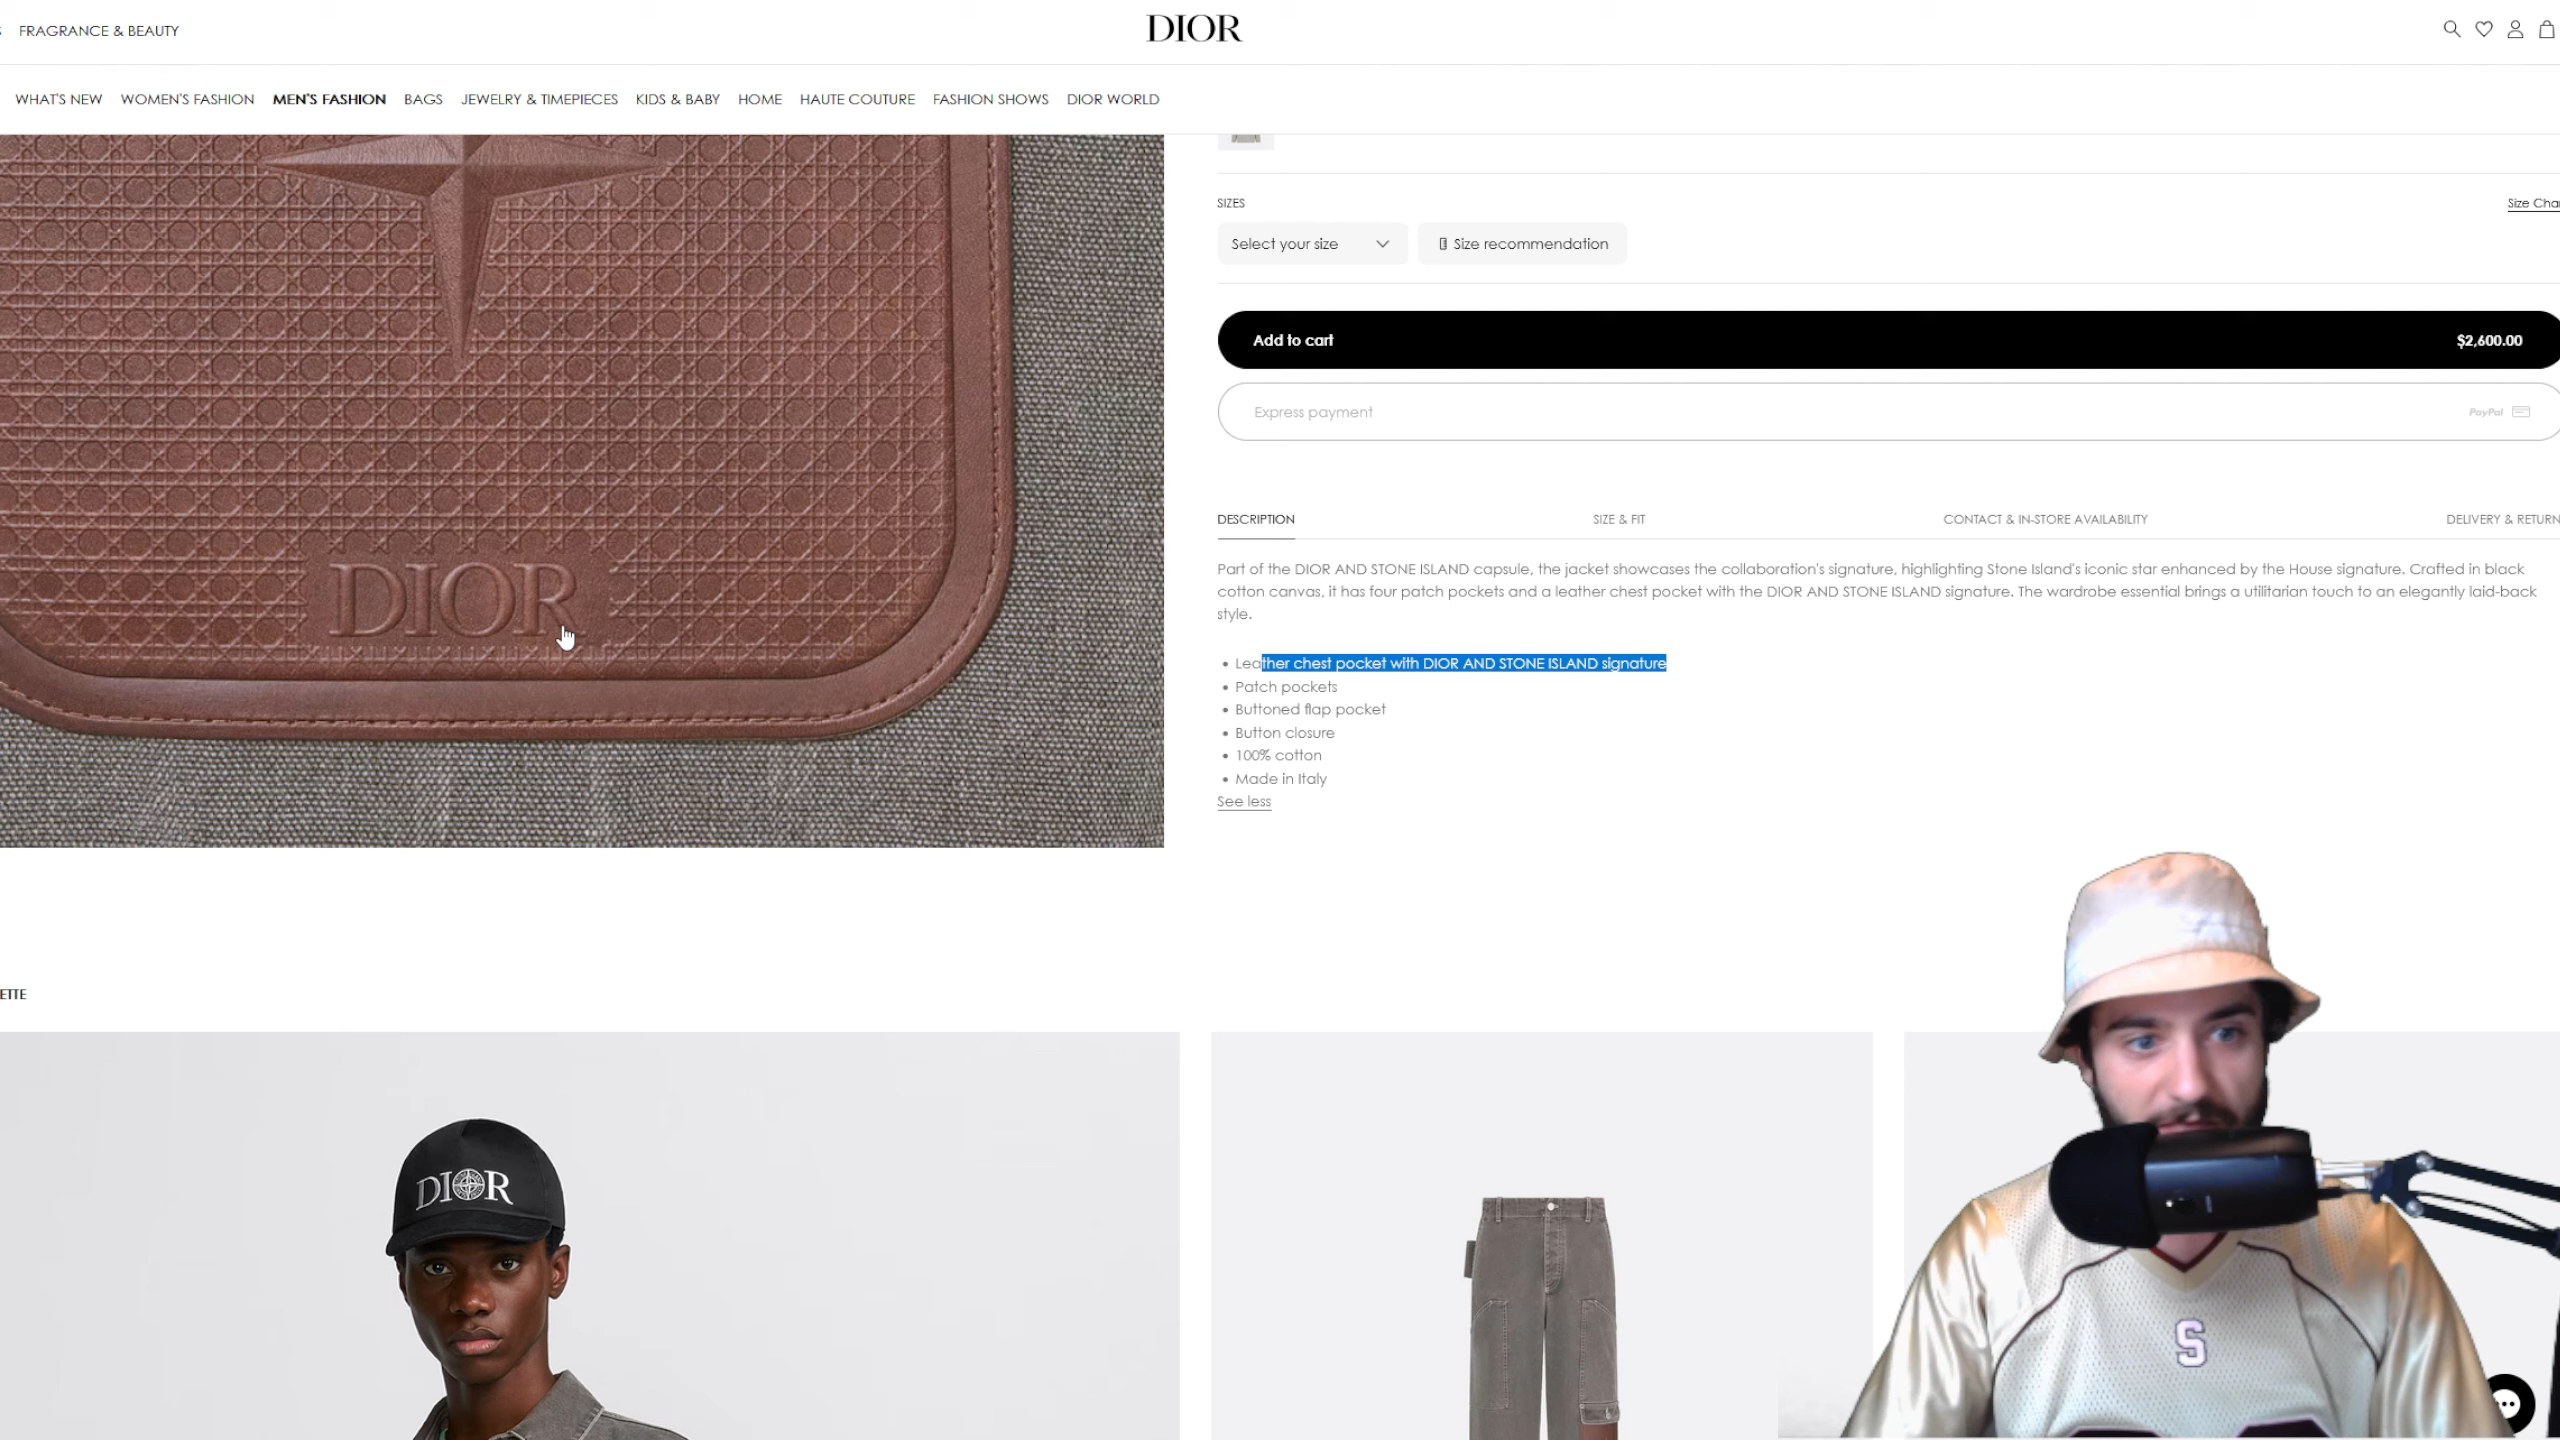 FRAGRANCE & BEAUTY
DIOR
WHAT'S NEW WOMEN'S FASHION MEN'S FASHION BAGS JEWELRY & TIMEPIECES KIDS & BABY HOME HAUTE COUTURE FASHION SHOWS DIOR WORLD
DIOR
SIZES
Size Char
Select your size
Size recommendation
Add to cart $2,600.00
Express payment PayPal
DESCRIPTION SIZE & FIT CONTACT & IN-STORE AVAILABILITY DELIVERY & RETURN
Part of the DIOR AND STONE ISLAND capsule, the jacket showcases the collaboration's signature, highlighting Stone Island's iconic star enhanced by the House signature. Crafted in black
cotton canvas, it has four patch pockets and a leather chest pocket with the DIOR AND STONE ISLAND signature. The wardrobe essential brings a utilitarian touch to an elegantly laid-back
style.
• Leather chest pocket with DIOR AND STONE ISLAND signature
• Patch pockets
• Buttoned flap pocket
• Button closure
• 100% cotton
• Made in Italy
See less
ETTE
DIOR
S